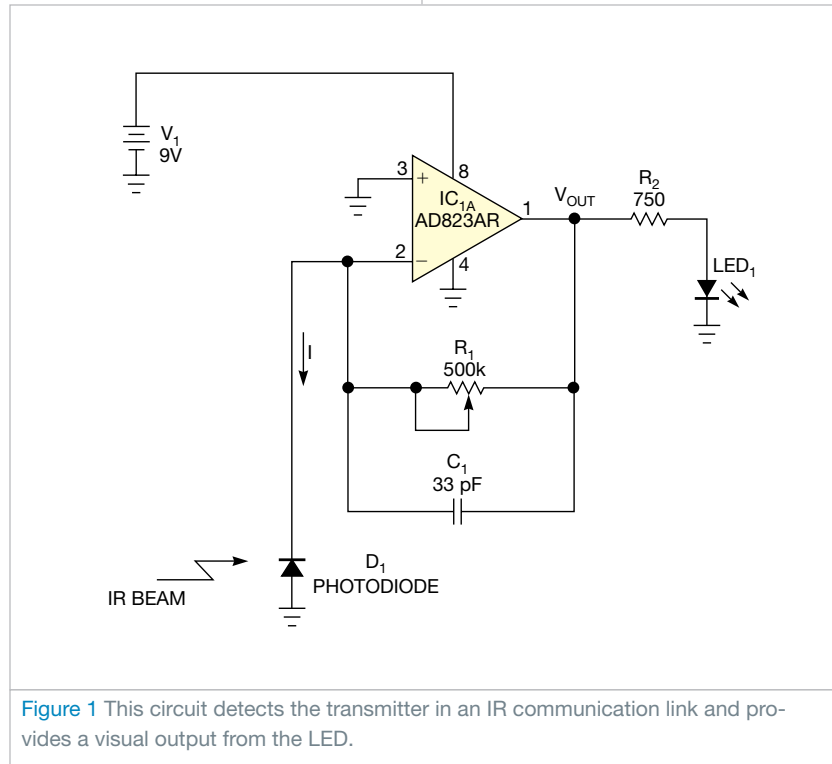 V1
9V
3
+
8
IC1A
AD823AR
1
VOUT
R2
750
2
−
4
LED1
I
R1
500k
C1
33 pF
D1
PHOTODIODE
IR BEAM
Figure 1 This circuit detects the transmitter in an IR communication link and pro-
vides a visual output from the LED.